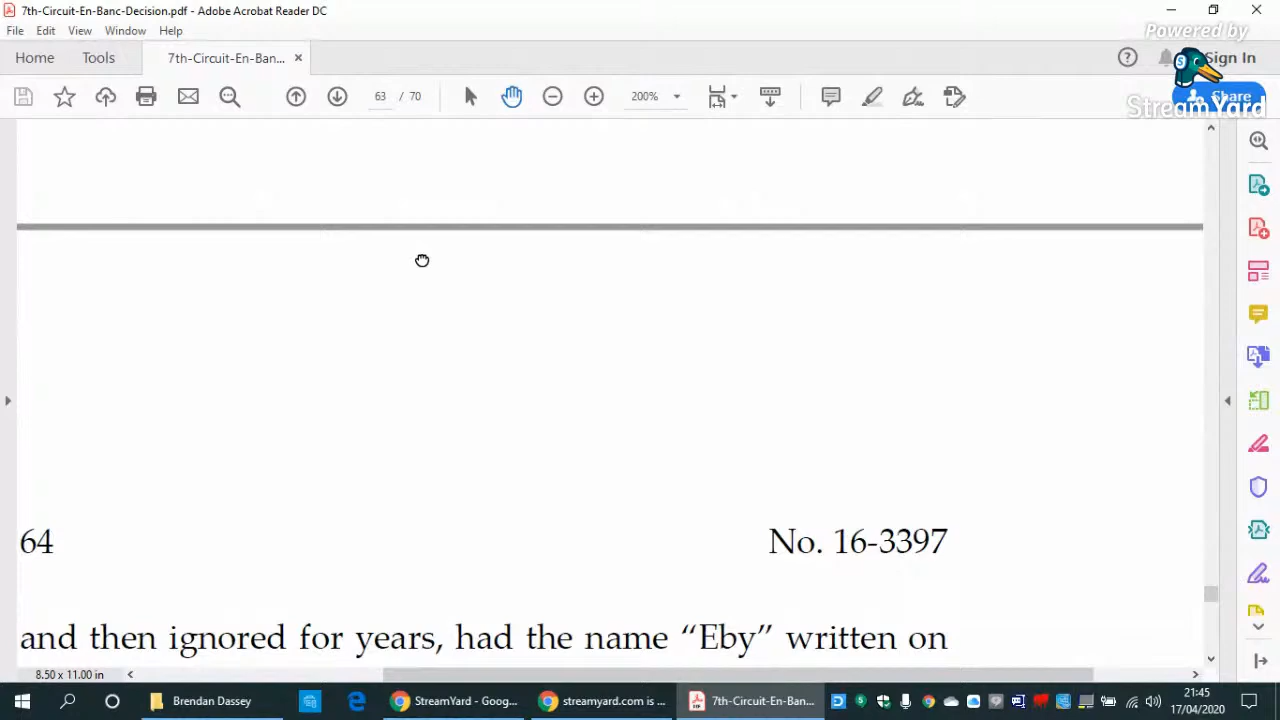 7th-Circuit-En-Banc-Decision.pdf - Adobe Acrobat Reader DC
File Edit View Window Help
Powered by
Home Tools 7th-Circuit-En-Ban... × Sign In
63 / 70 200% Share
StreamYard
64 No. 16-3397
and then ignored for years, had the name “Eby” written on
8.50 x 11.00 in
Brendan Dassey StreamYard - Goog... streamyard.com is ... 7th-Circuit-En-Ban... 21:45
17/04/2020